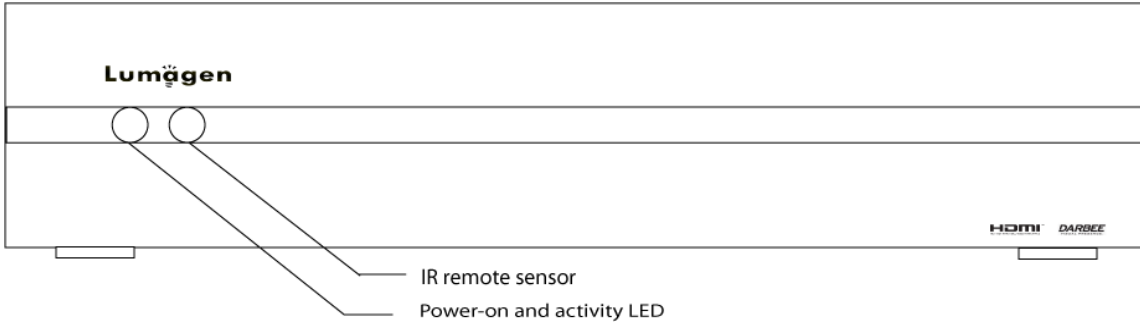 Lumagen
HDMI DARBEE
IR remote sensor
Power-on and activity LED